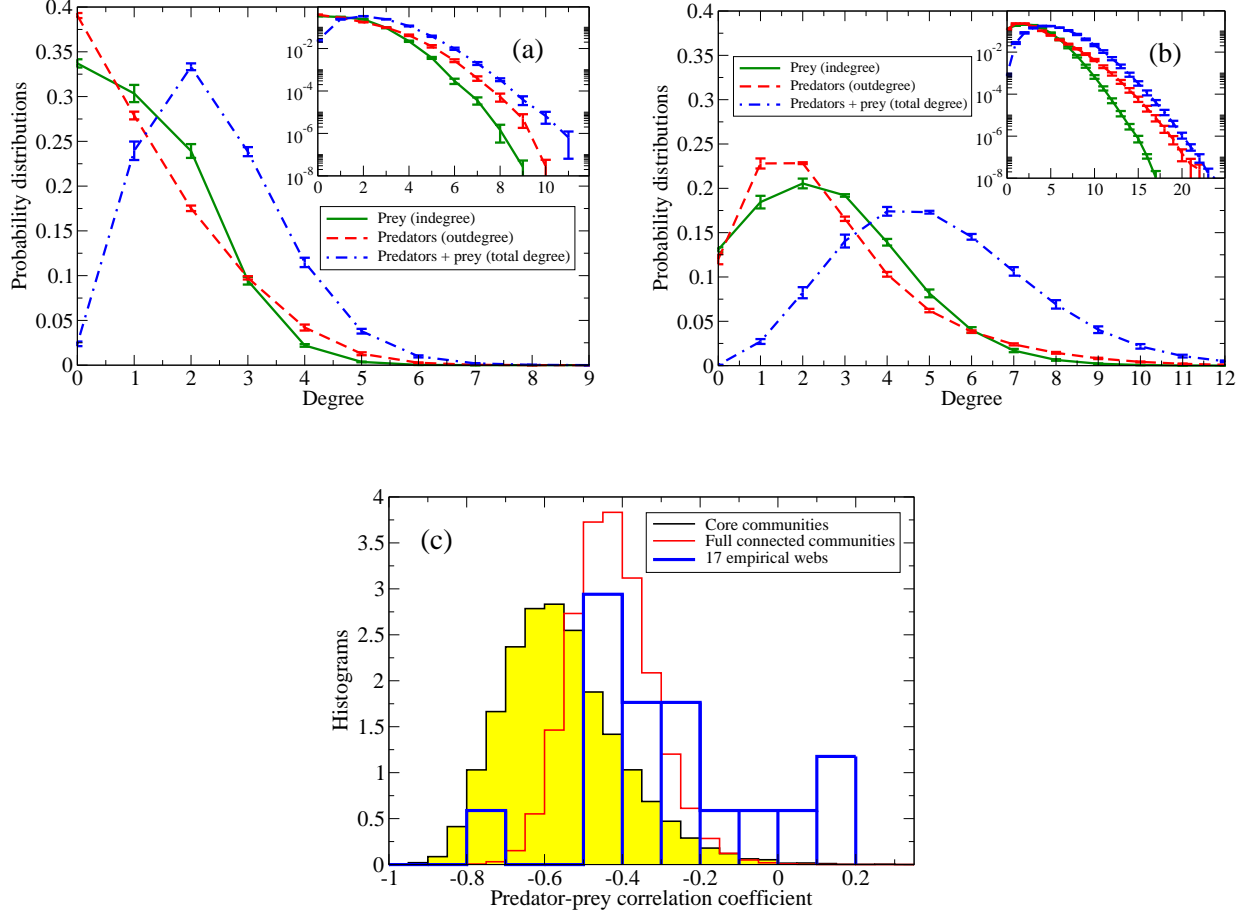 0.4
0.35
0.3
0.25
0.2
0.15
0.1
0.05
0
Probability distributions
0 1 2 3 4 5 6 7 8 9
Degree
(a)
10^-2
10^-4
10^-6
10^-8
0 2 4 6 8 10
Prey (indegree)
Predators (outdegree)
Predators + prey (total degree)
0.4
0.35
0.3
0.25
0.2
0.15
0.1
0.05
0
Probability distributions
0 1 2 3 4 5 6 7 8 9 10 11 12
Degree
Prey (indegree)
Predators (outdegree)
Predators + prey (total degree)
(b)
10^-2
10^-4
10^-6
10^-8
0 5 10 15 20
4
3.5
3
2.5
2
1.5
1
0.5
0
Histograms
(c)
Core communities
Full connected communities
17 empirical webs
-1 -0.8 -0.6 -0.4 -0.2 0 0.2
Predator-prey correlation coefficient